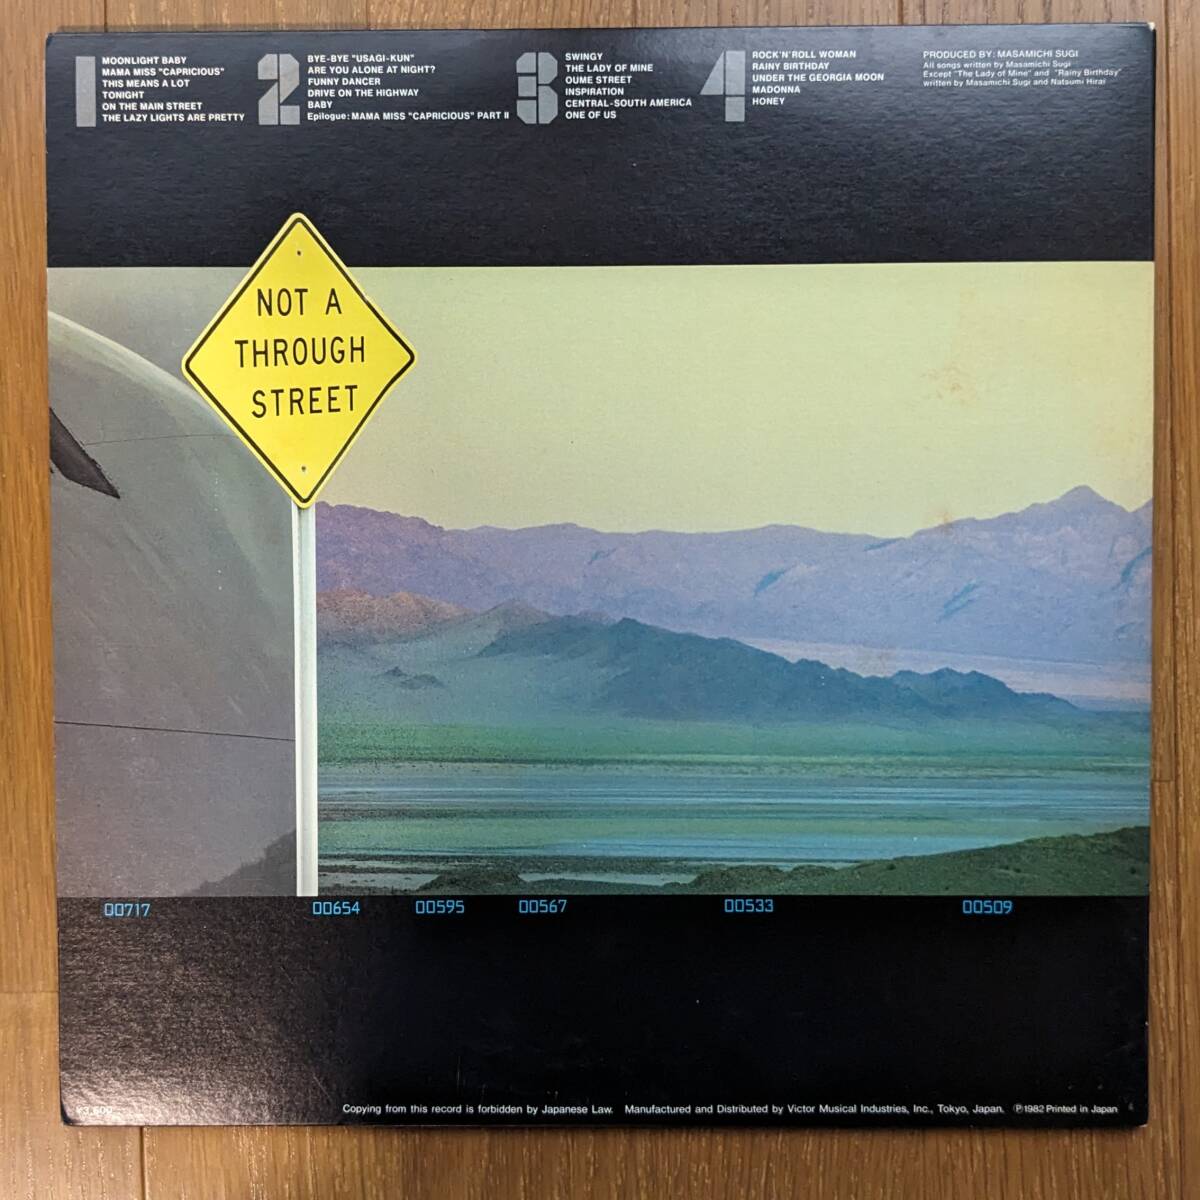 1
MOONLIGHT BABY
MAMA MISS "CAPRICIOUS"
THIS MEANS A LOT
TONIGHT
ON THE MAIN STREET
THE LAZY LIGHTS ARE PRETTY
2
BYE-BYE "USAGI-KUN"
ARE YOU ALONE AT NIGHT?
FUNNY DANCER
DRIVE ON THE HIGHWAY
BABY
Epilogue: MAMA MISS "CAPRICIOUS" PART II
3
SWINGY
THE LADY OF MINE
OUME STREET
INSPIRATION
CENTRAL-SOUTH AMERICA
ONE OF US
4
ROCK'N'ROLL WOMAN
RAINY BIRTHDAY
UNDER THE GEORGIA MOON
MADONNA
HONEY
PRODUCED BY: MASAMICHI SUGI
All songs written by Masamichi Sugi
Except "The Lady of Mine" and "Rainy Birthday"
written by Masamichi Sugi and Natsumi Hirai
NOT A
THROUGH
STREET
00717 00654 00595 00567 00533 00509
¥3,600
Copying from this record is forbidden by Japanese Law. Manufactured and Distributed by Victor Musical Industries, Inc., Tokyo, Japan. Ⓟ1982 Printed in Japan